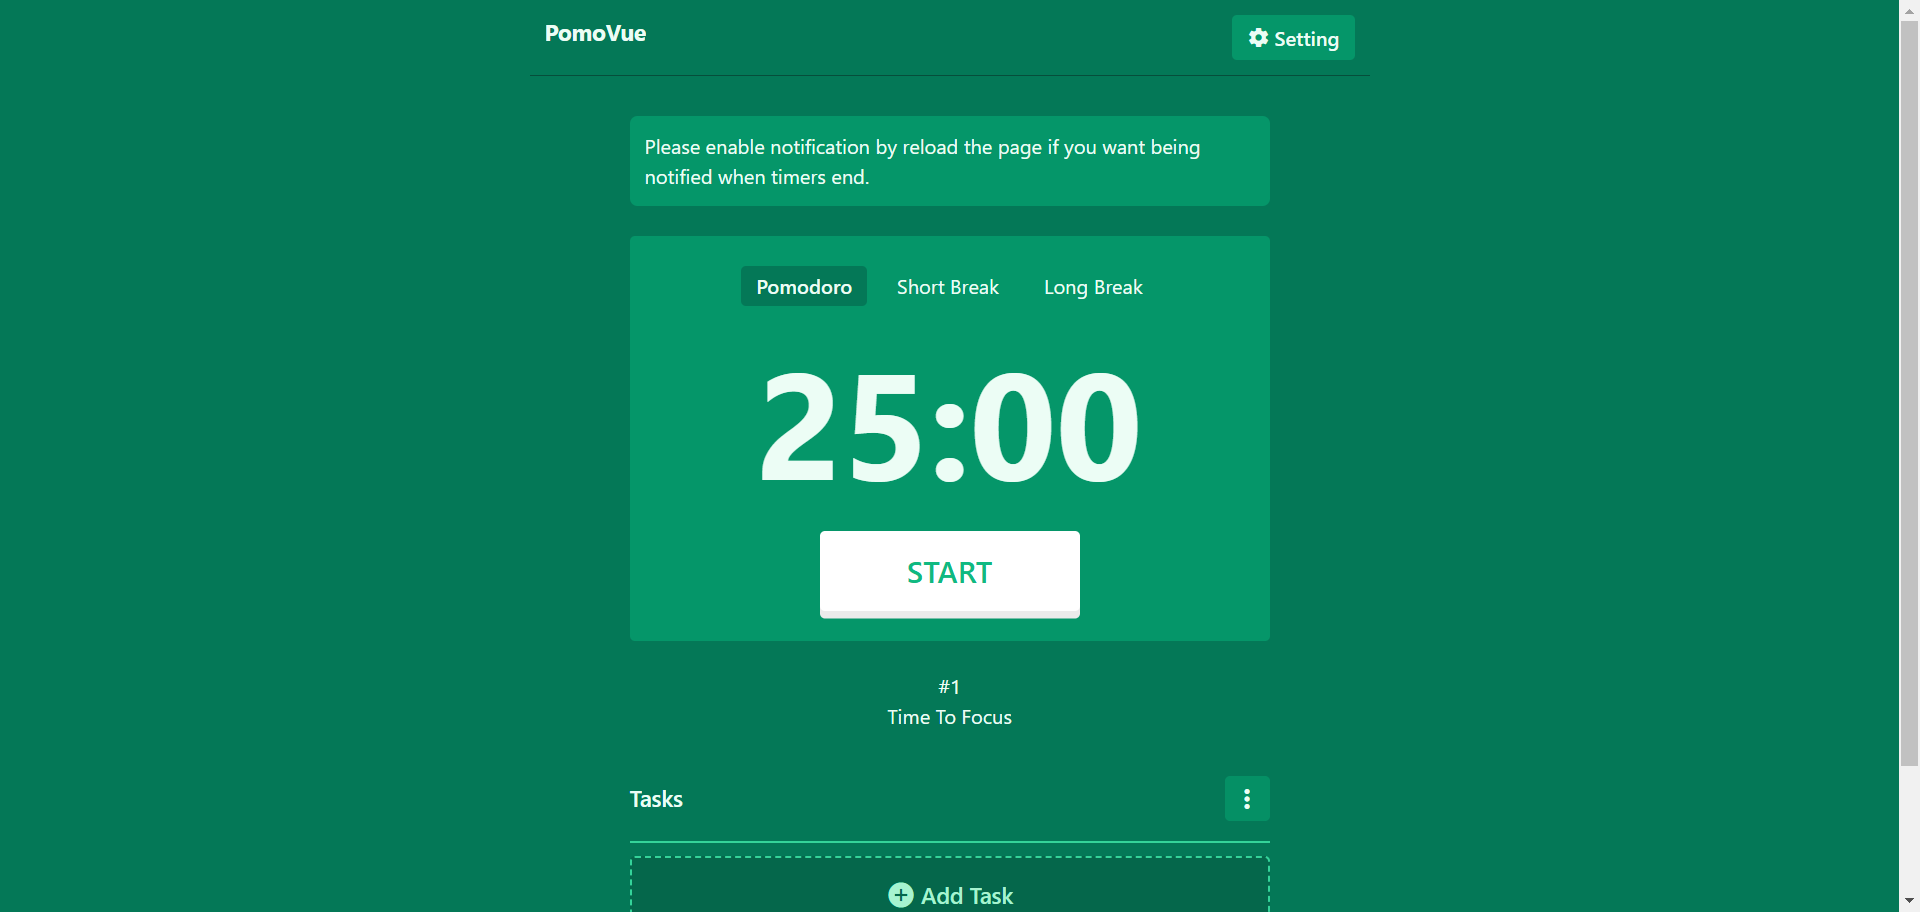 PomoVue
Setting
Please enable notification by reload the page if you want being
notified when timers end.
Pomodoro Short Break Long Break
25:00
START
#1
Time To Focus
Tasks
Add Task